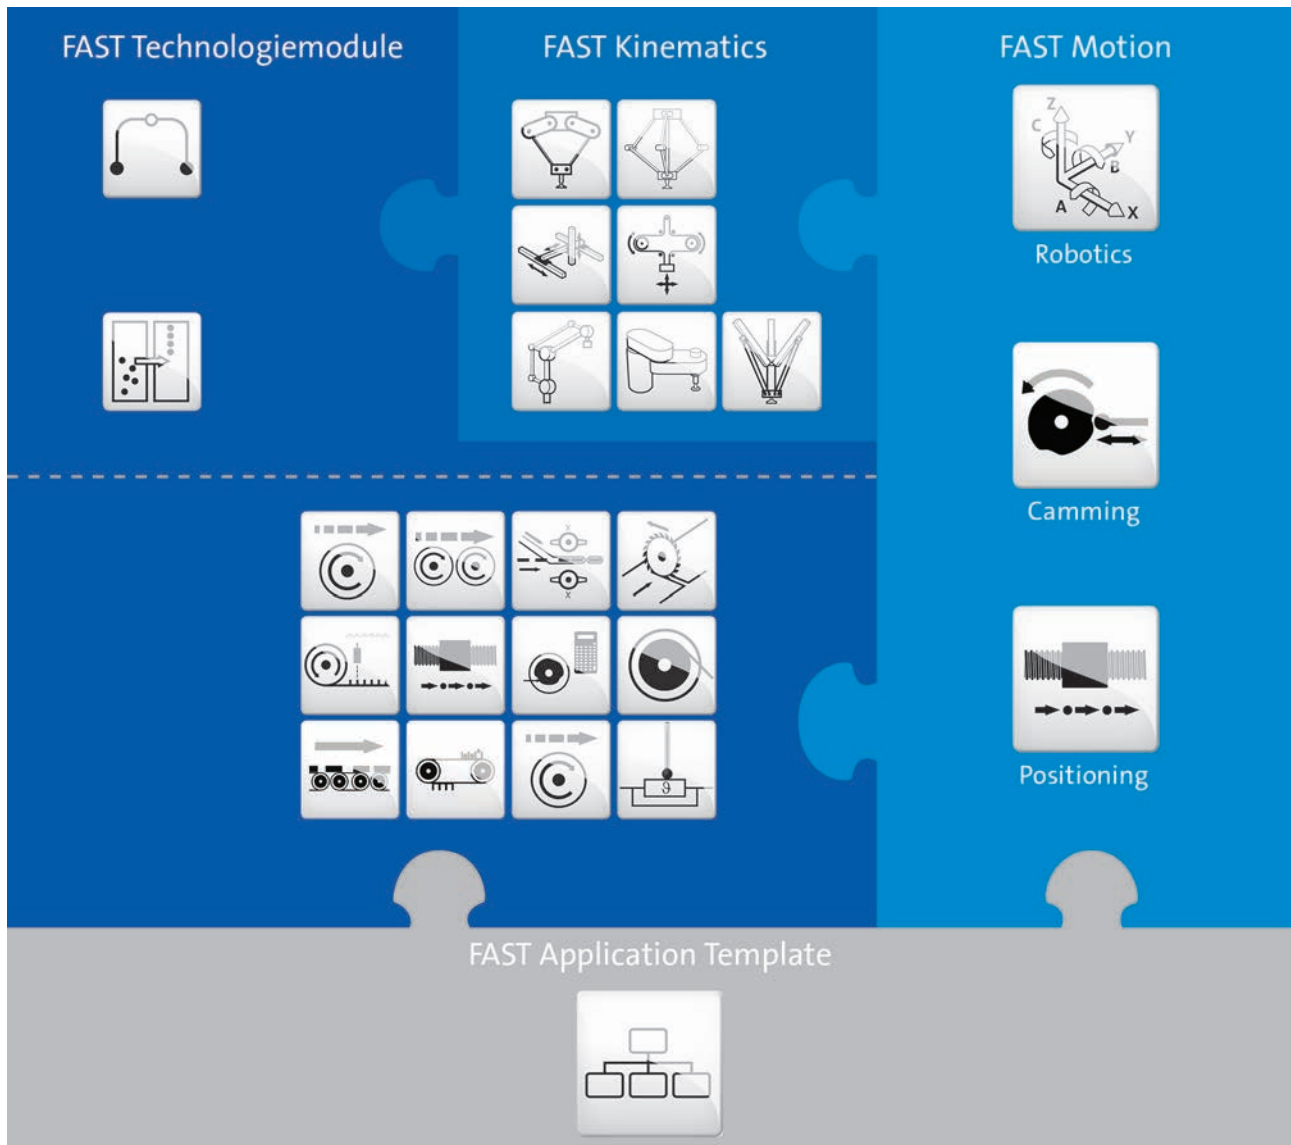 FAST Technologiemodule
FAST Kinematics
FAST Motion
Z
C
Y
B
A
X
Robotics
Camming
X
X
ϑ
Positioning
FAST Application Template